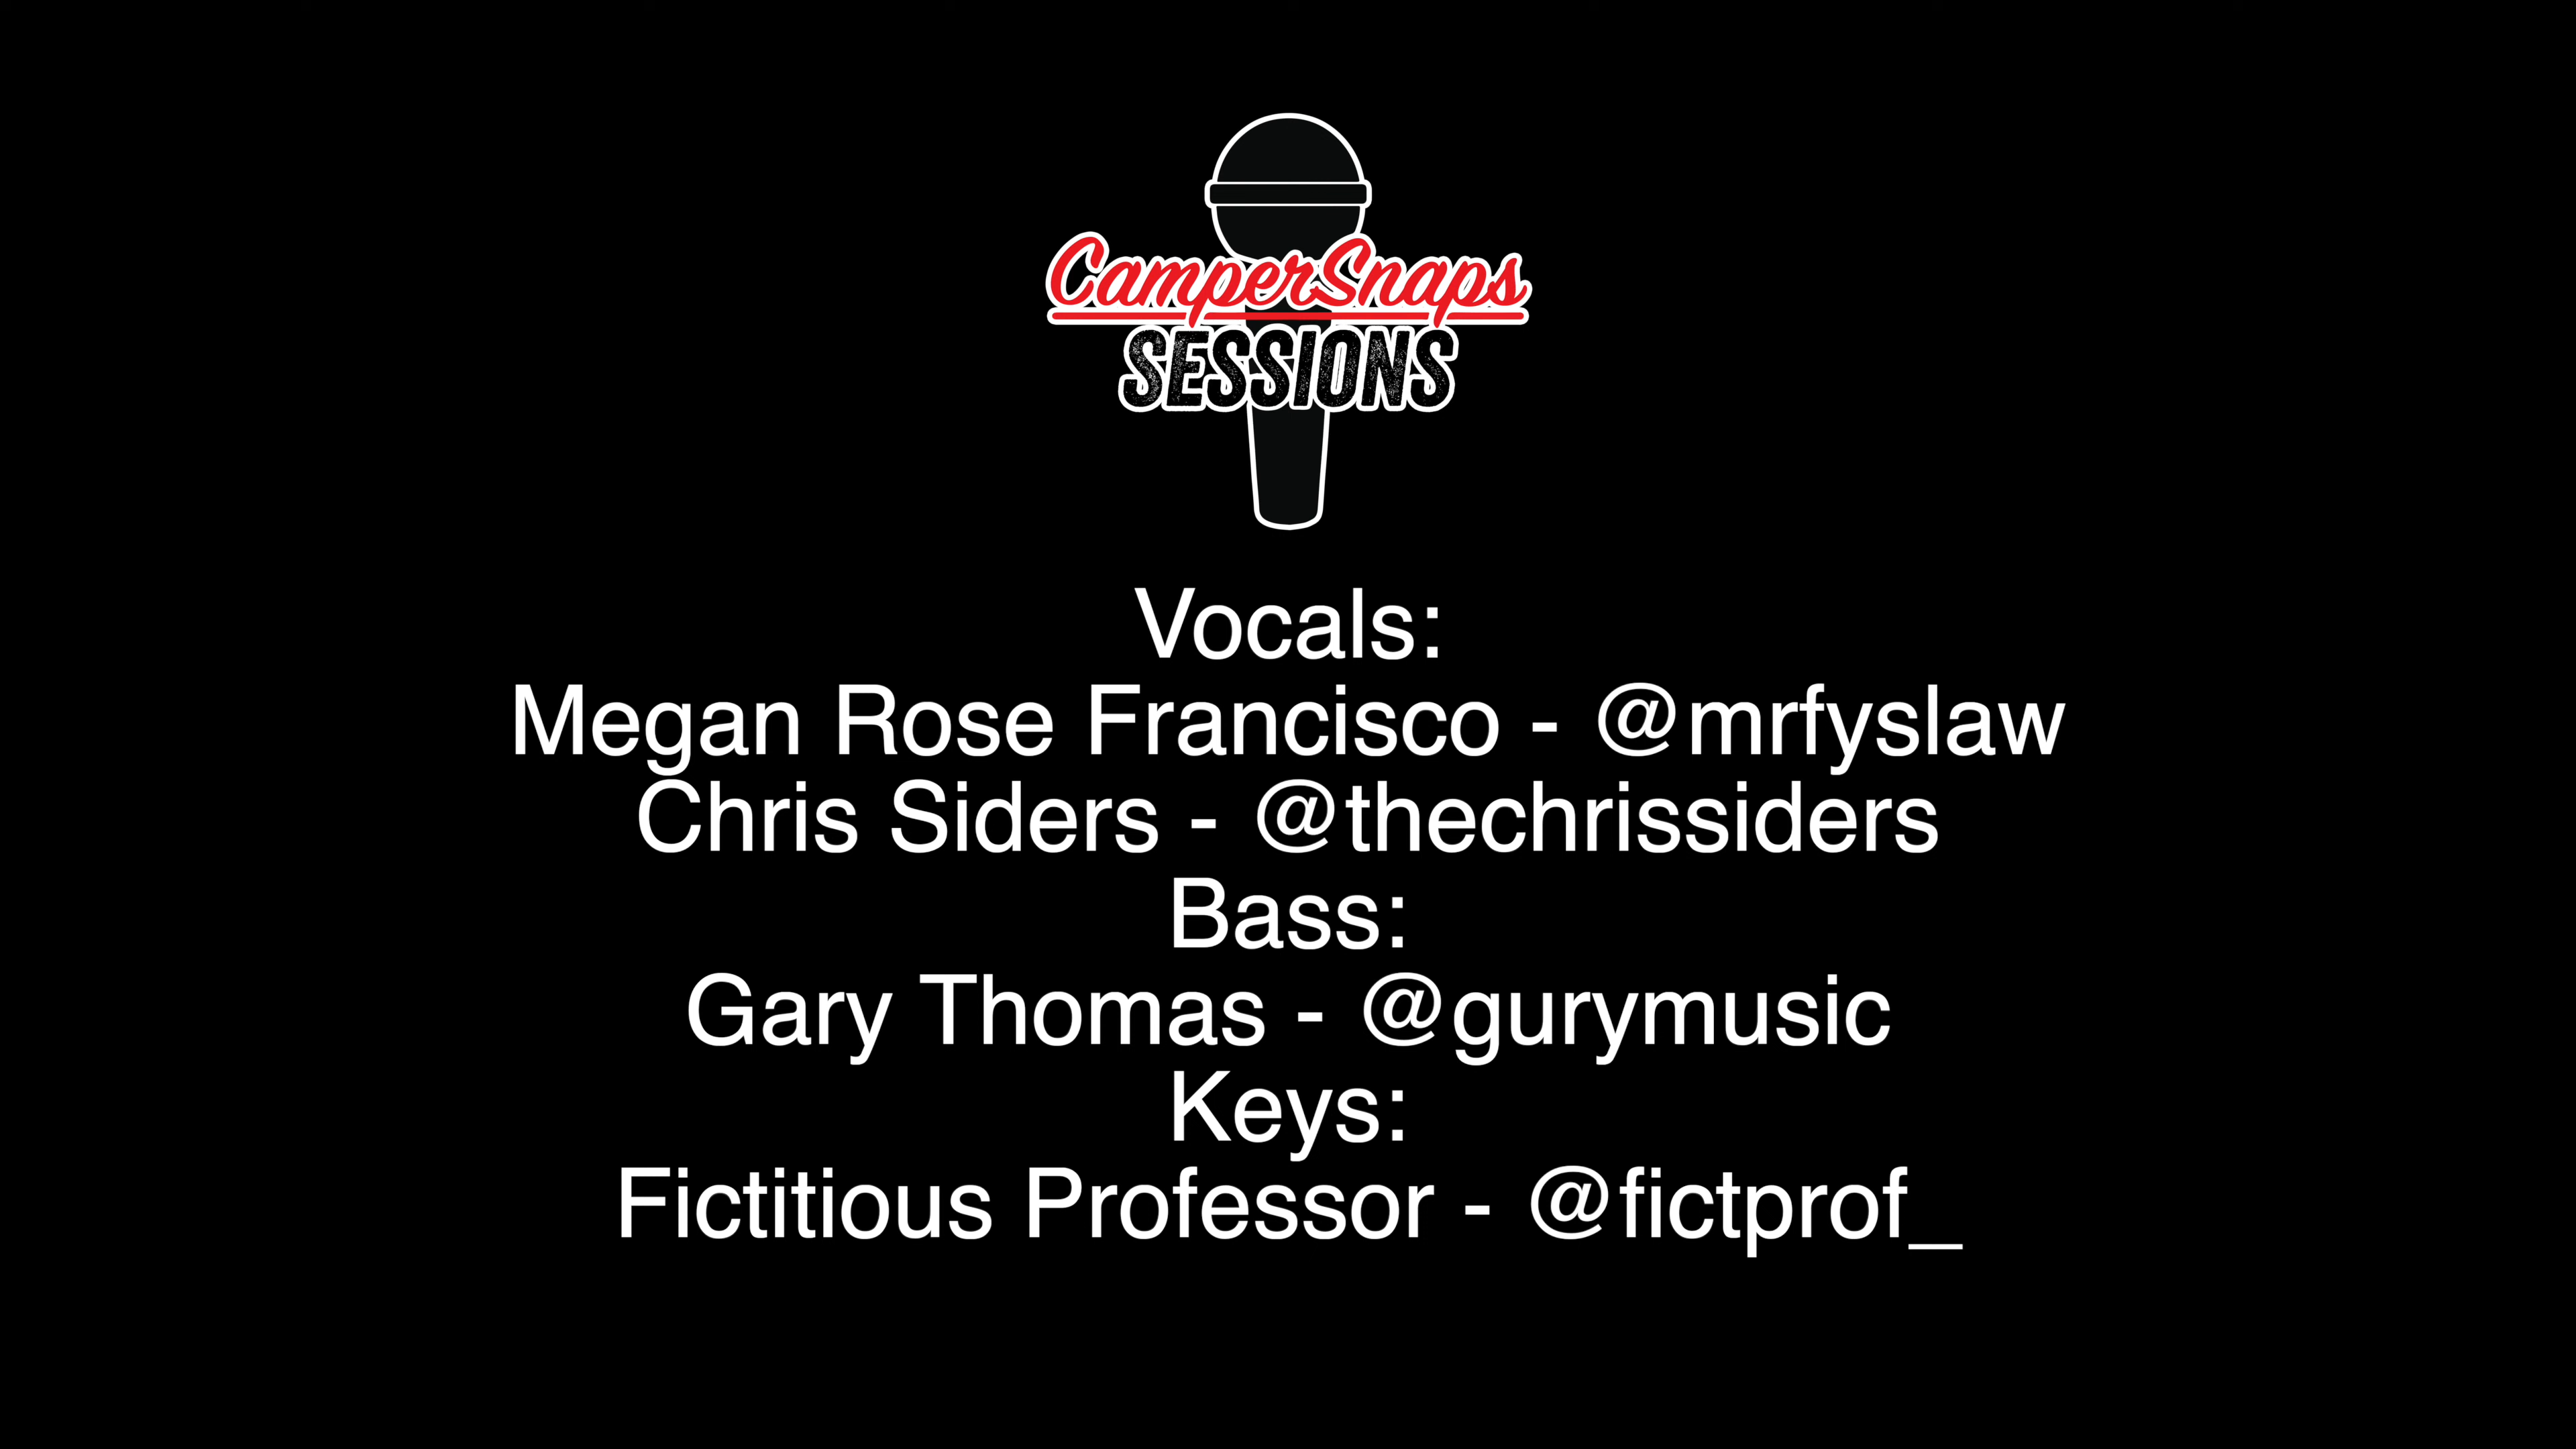 CamperSnaps
SESSIONS
Vocals:
Megan Rose Francisco - @mrfyslaw
Chris Siders - @thechrissiders
Bass:
Gary Thomas - @gurymusic
Keys:
Fictitious Professor - @fictprof_